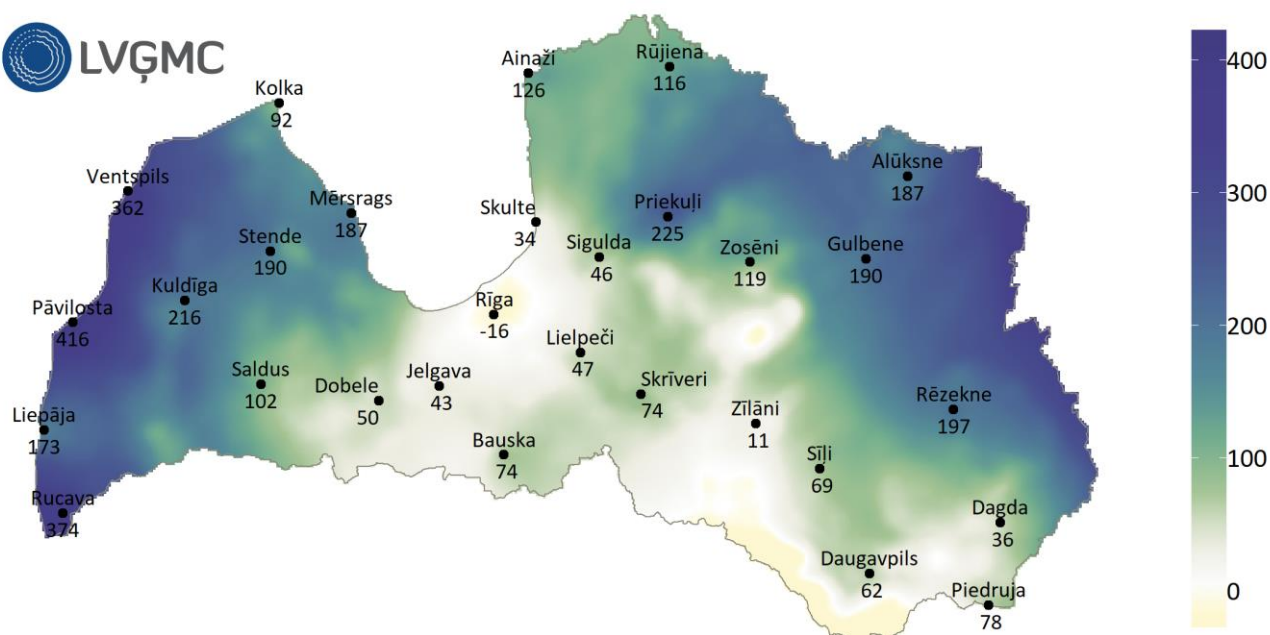 LVĢMC
Kolka
92
Ainaži
126
Rūjiena
116
Ventspils
362
Mērsrags
187
Stende
190
Kuldīga
216
Pāvilosta
416
Skulte
34
Sigulda
46
Priekuļi
225
Zosēni
119
Alūksne
187
Gulbene
190
Rīga
-16
Lielpeči
47
Saldus
102
Dobele
50
Jelgava
43
Skrīveri
74
Zīlāni
11
Rēzekne
197
Liepāja
173
Bauska
74
Sīļi
69
Rucava
374
Dagda
36
Daugavpils
62
Piedruja
78
400
300
200
100
0